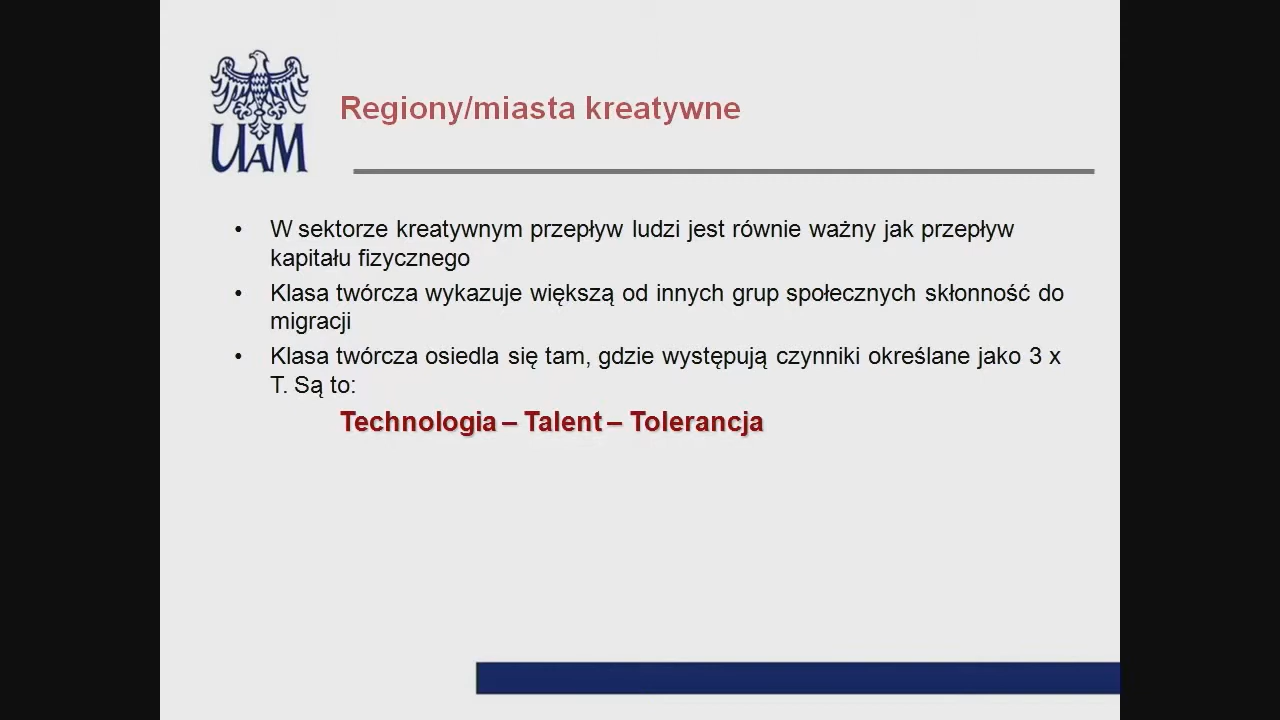 UAM
Regiony/miasta kreatywne
• W sektorze kreatywnym przepływ ludzi jest równie ważny jak przepływ
kapitału fizycznego
• Klasa twórcza wykazuje większą od innych grup społecznych skłonność do
migracji
• Klasa twórcza osiedla się tam, gdzie występują czynniki określane jako 3 x
T. Są to:
Technologia – Talent – Tolerancja